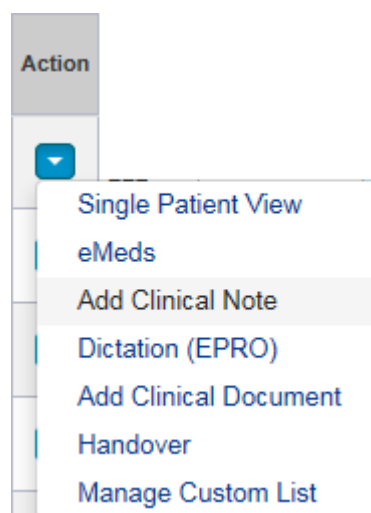 Action
Single Patient View
eMeds
Add Clinical Note
Dictation (EPRO)
Add Clinical Document
Handover
Manage Custom List